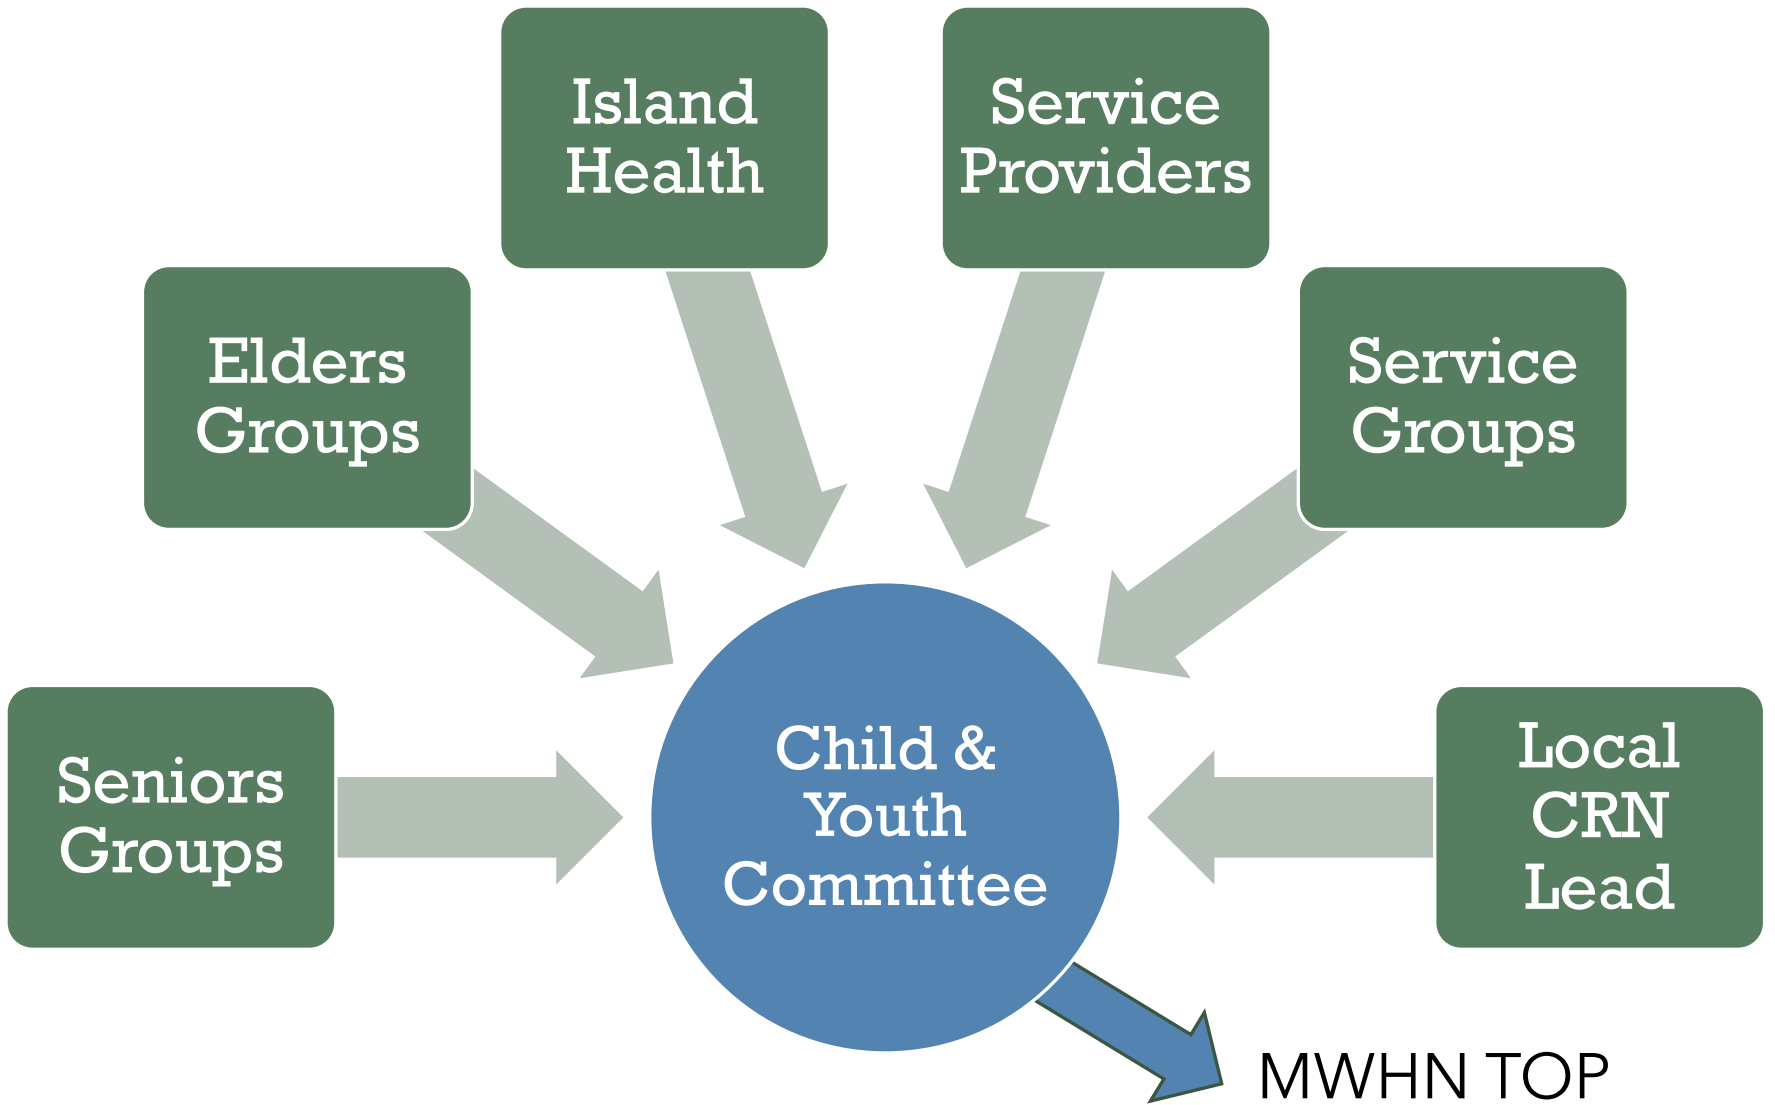 Island
Health
Service
Providers
Elders
Groups
Service
Groups
Seniors
Groups
Child &
Youth
Committee
Local
CRN
Lead
MWHN TOP